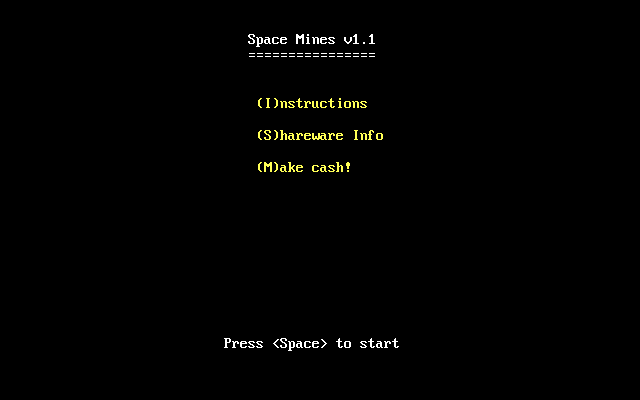 Space Mines v1.1
================
(I)nstructions
(S)hareware Info
(M)ake cash!
Press <Space> to start